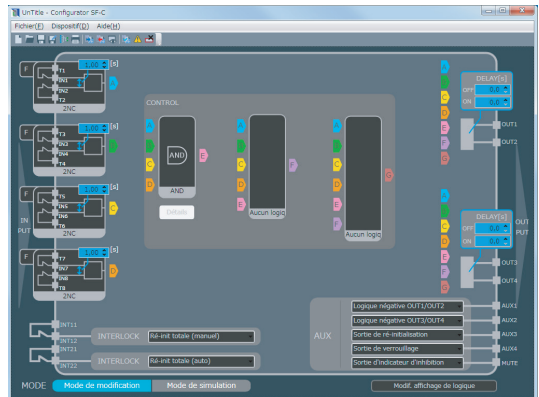 UnTitle - Configurator SF-C
Fichier(F) Dispositif(D) Aide(H)
F T1 IN1 IN2 T2 1,00 [s] A
2NC
F T3 IN3 IN4 T4 1,00 [s] B
2NC
F T5 IN5 IN6 T6 1,00 [s] C
2NC
F T7 IN7 IN8 T8 1,00 [s] D
2NC
IN PUT
CONTROL
A B C D
AND
AND
E
Détails
A B C D E
Aucun logiq
F
A B C D E F
Aucun logiq
G
A B C D E F G
DELAY[s]
OFF 0,0
ON 0,0
OUT1
OUT2
A B C D E F G
DELAY[s]
OFF 0,0
ON 0,0
OUT3
OUT4
OUT PUT
INT11
INT12
INTERLOCK Ré-init totale (manuel)
INT21
INT22
INTERLOCK Ré-init totale (auto)
AUX
Logique négative OUT1/OUT2 AUX1
Logique négative OUT3/OUT4 AUX2
Sortie de ré-initialisation AUX3
Sortie de verrouillage AUX4
Sortie d'indicateur d'inhibition MUTE
MODE Mode de modification Mode de simulation Modif. affichage de logique